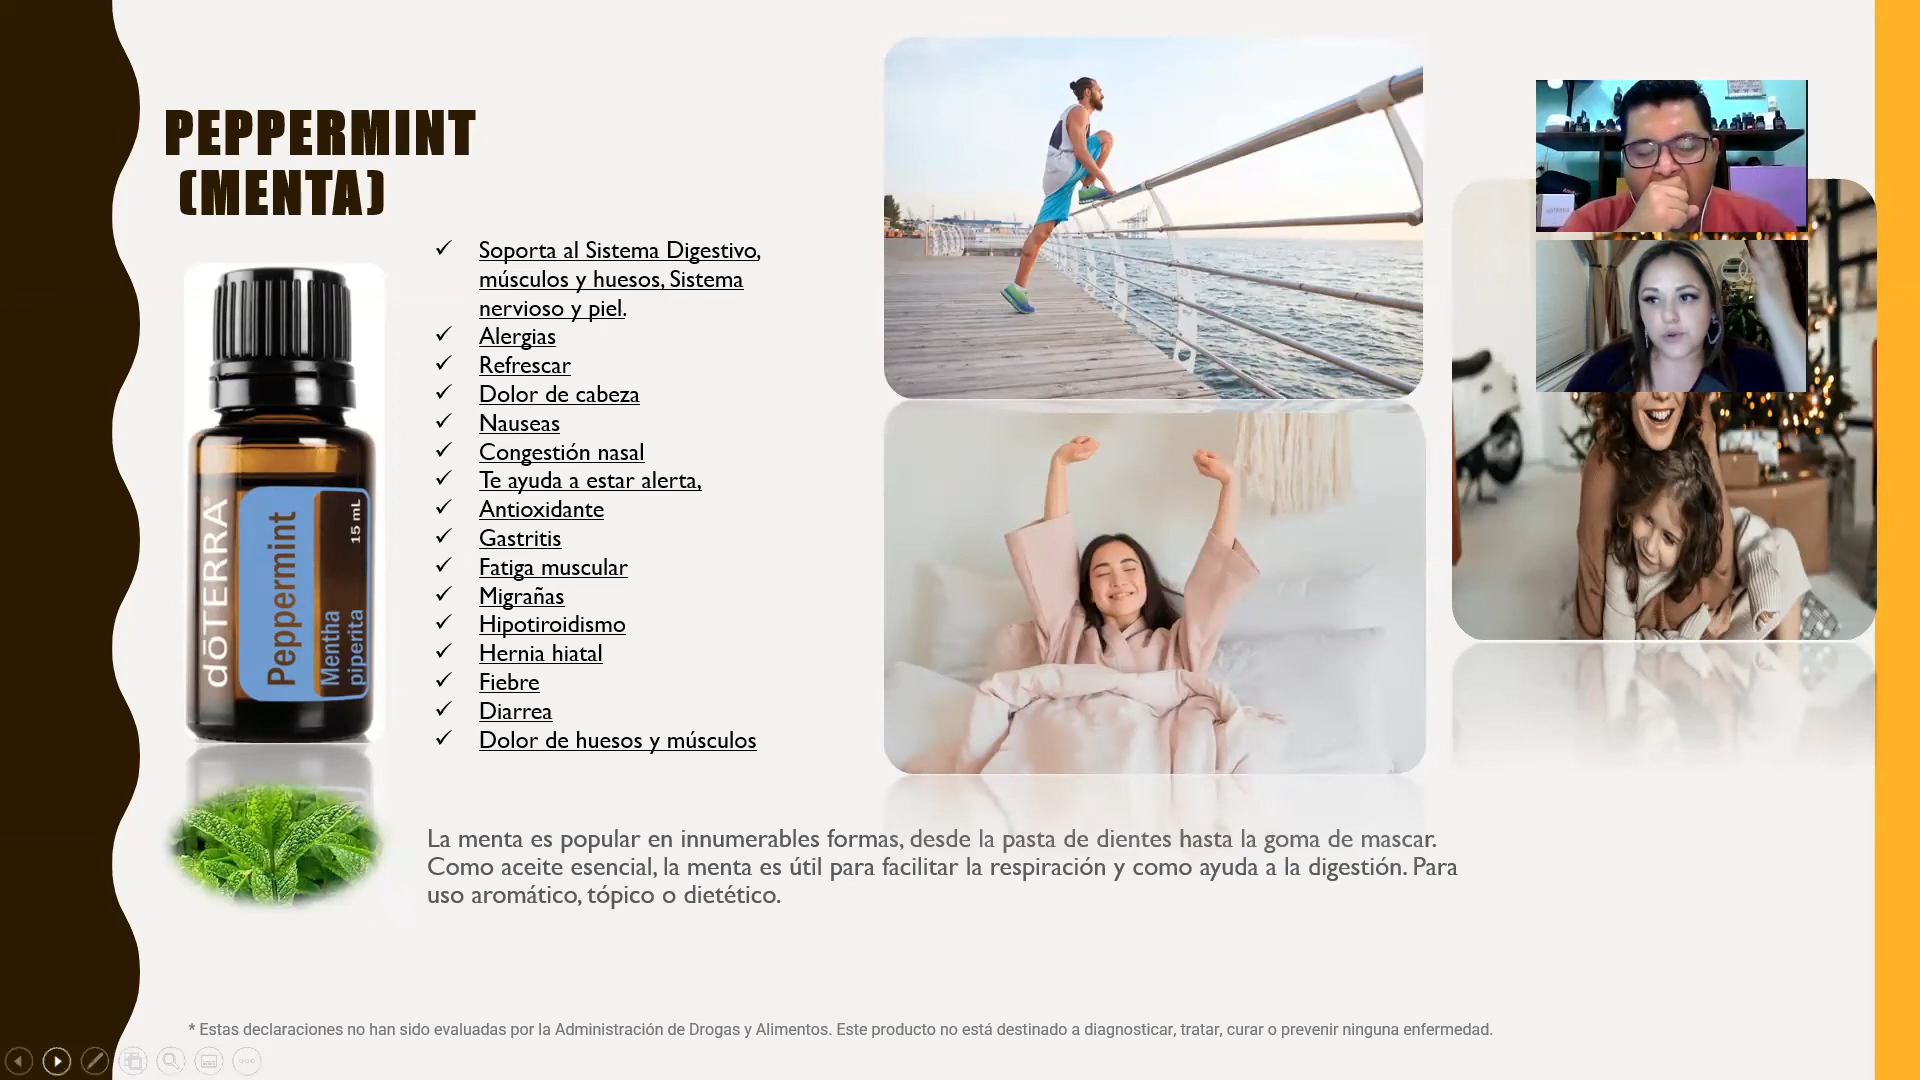 PEPPERMINT
(MENTA)
Soporta al Sistema Digestivo,
músculos y huesos, Sistema
nervioso y piel.
Alergias
Refrescar
Dolor de cabeza
Nauseas
Congestión nasal
Te ayuda a estar alerta,
Antioxidante
Gastritis
Fatiga muscular
Migrañas
Hipotiroidismo
Hernia hiatal
Fiebre
Diarrea
Dolor de huesos y músculos
dōTERRA
Peppermint
Mentha
piperita
15 mL
La menta es popular en innumerables formas, desde la pasta de dientes hasta la goma de mascar.
Como aceite esencial, la menta es útil para facilitar la respiración y como ayuda a la digestión. Para
uso aromático, tópico o dietético.
* Estas declaraciones no han sido evaluadas por la Administración de Drogas y Alimentos. Este producto no está destinado a diagnosticar, tratar, curar o prevenir ninguna enfermedad.